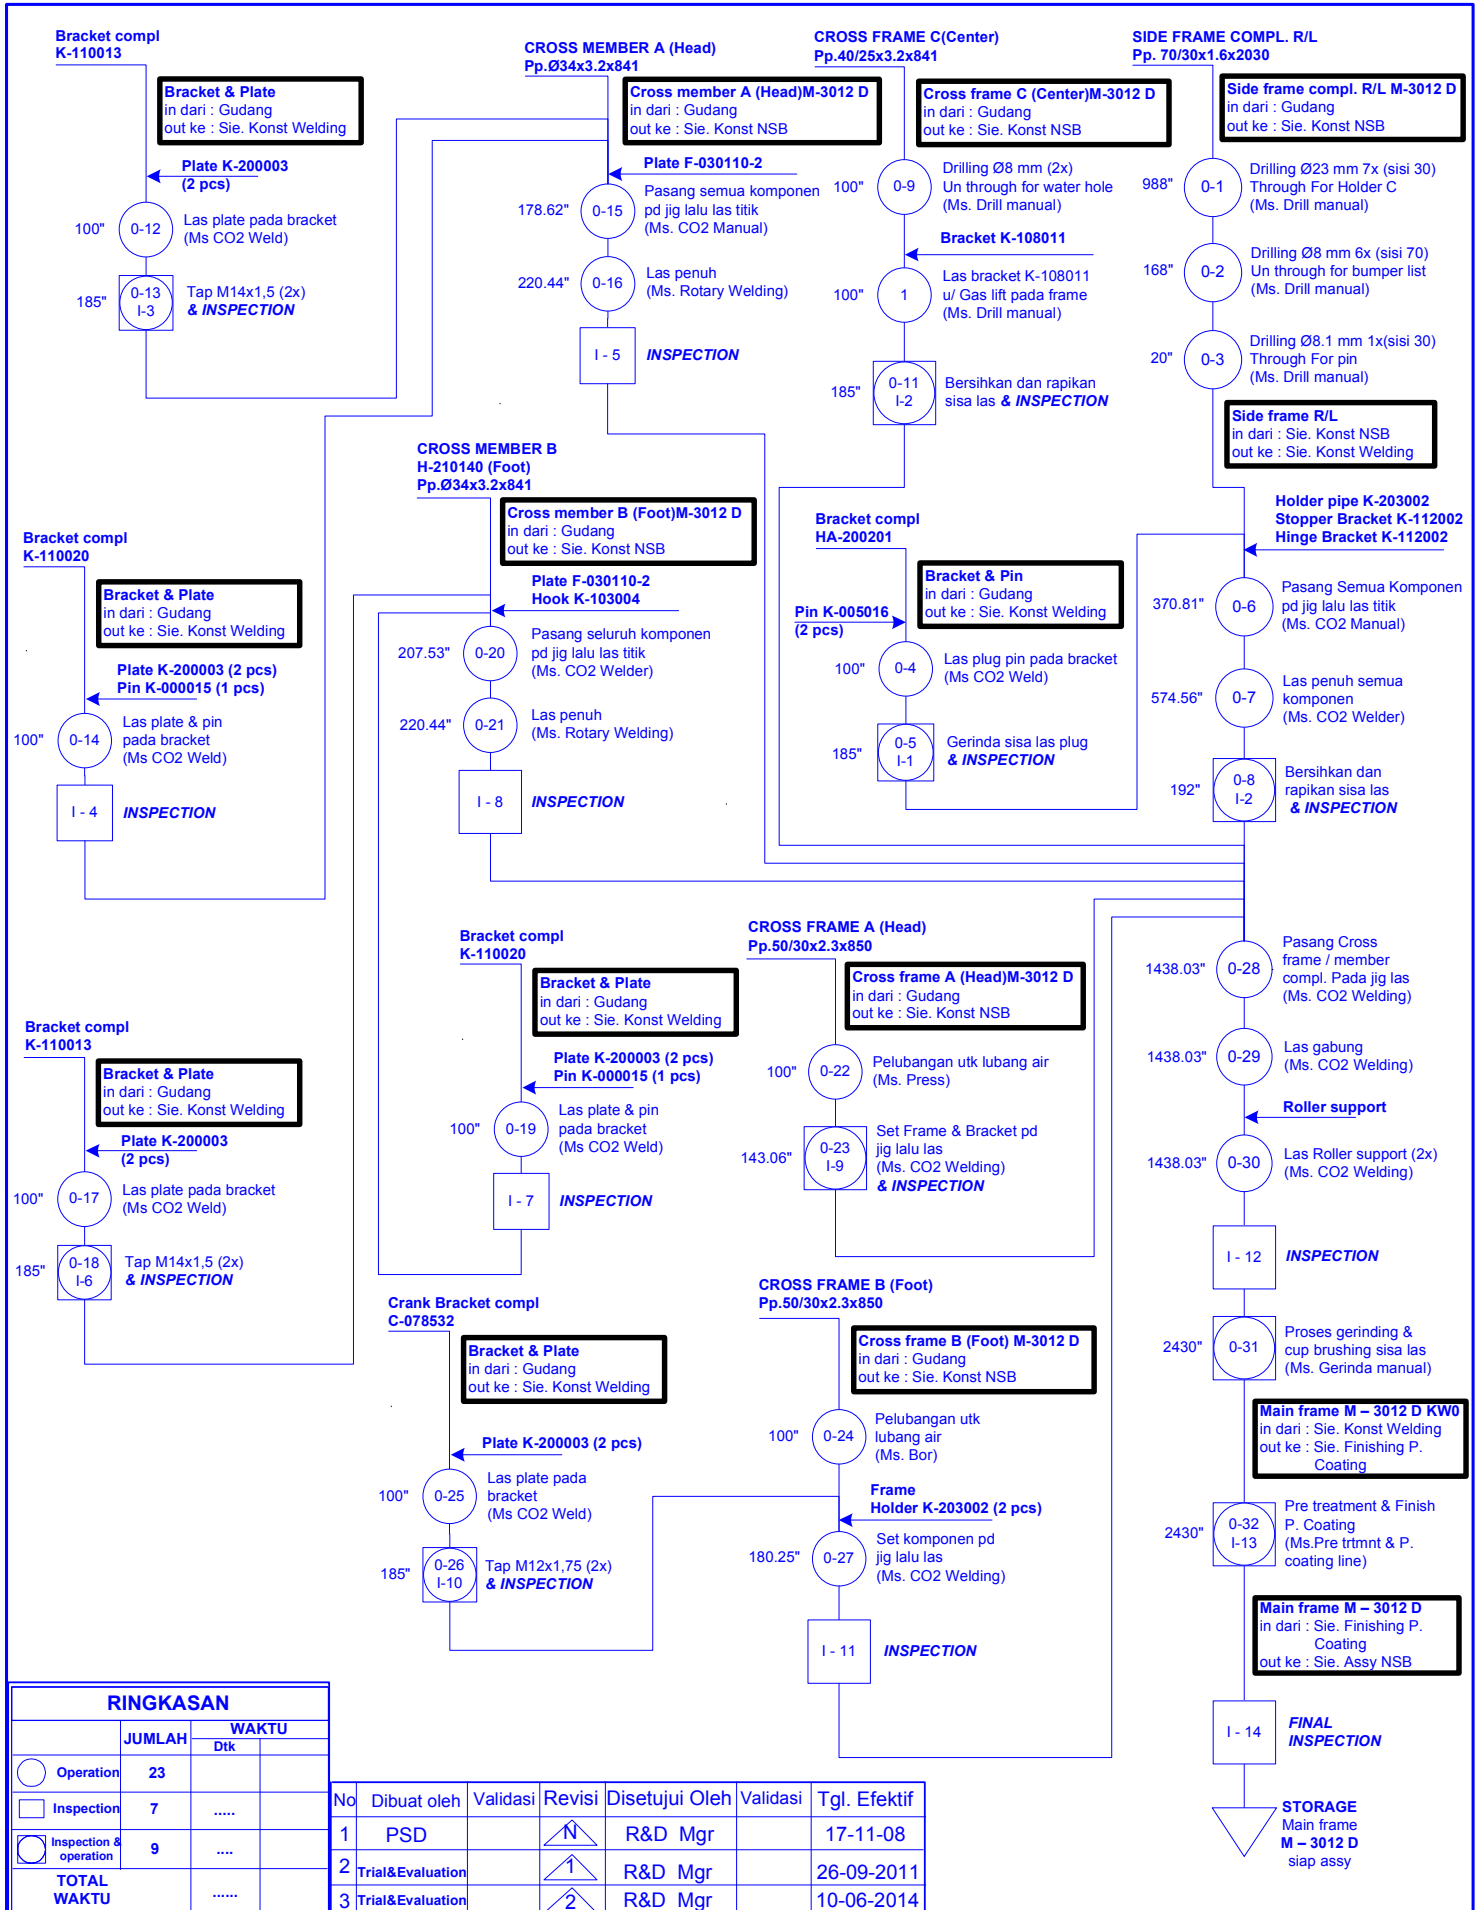 Bracket compl
K-110013
Bracket & Plate
in dari : Gudang
out ke : Sie. Konst Welding
Plate K-200003
(2 pcs)
100"
0-12
Las plate pada bracket
(Ms CO2 Weld)
185"
0-13
I-3
Tap M14x1,5 (2x)
& INSPECTION
CROSS MEMBER A (Head)
Pp.Ø34x3.2x841
Cross member A (Head)M-3012 D
in dari : Gudang
out ke : Sie. Konst NSB
Plate F-030110-2
178.62"
0-15
Pasang semua komponen
pd jig lalu las titik
(Ms. CO2 Manual)
220.44"
0-16
Las penuh
(Ms. Rotary Welding)
I - 5
INSPECTION
CROSS FRAME C(Center)
Pp.40/25x3.2x841
Cross frame C (Center)M-3012 D
in dari : Gudang
out ke : Sie. Konst NSB
100"
0-9
Drilling Ø8 mm (2x)
Un through for water hole
(Ms. Drill manual)
Bracket K-108011
100"
1
Las bracket K-108011
u/ Gas lift pada frame
(Ms. Drill manual)
185"
0-11
I-2
Bersihkan dan rapikan
sisa las & INSPECTION
SIDE FRAME COMPL. R/L
Pp. 70/30x1.6x2030
Side frame compl. R/L M-3012 D
in dari : Gudang
out ke : Sie. Konst NSB
988"
0-1
Drilling Ø23 mm 7x (sisi 30)
Through For Holder C
(Ms. Drill manual)
168"
0-2
Drilling Ø8 mm 6x (sisi 70)
Un through for bumper list
(Ms. Drill manual)
20"
0-3
Drilling Ø8.1 mm 1x(sisi 30)
Through For pin
(Ms. Drill manual)
Side frame R/L
in dari : Sie. Konst NSB
out ke : Sie. Konst Welding
Holder pipe K-203002
Stopper Bracket K-112002
Hinge Bracket K-112002
370.81"
0-6
Pasang Semua Komponen
pd jig lalu las titik
(Ms. CO2 Manual)
574.56"
0-7
Las penuh semua
komponen
(Ms. CO2 Welder)
192"
0-8
I-2
Bersihkan dan
rapikan sisa las
& INSPECTION
Bracket compl
HA-200201
Bracket & Pin
in dari : Gudang
out ke : Sie. Konst Welding
Pin K-005016
(2 pcs)
100"
0-4
Las plug pin pada bracket
(Ms CO2 Weld)
185"
0-5
I-1
Gerinda sisa las plug
& INSPECTION
CROSS MEMBER B
H-210140 (Foot)
Pp.Ø34x3.2x841
Cross member B (Foot)M-3012 D
in dari : Gudang
out ke : Sie. Konst NSB
Plate F-030110-2
Hook K-103004
207.53"
0-20
Pasang seluruh komponen
pd jig lalu las titik
(Ms. CO2 Welder)
220.44"
0-21
Las penuh
(Ms. Rotary Welding)
I - 8
INSPECTION
Bracket compl
K-110020
Bracket & Plate
in dari : Gudang
out ke : Sie. Konst Welding
Plate K-200003 (2 pcs)
Pin K-000015 (1 pcs)
100"
0-14
Las plate & pin
pada bracket
(Ms CO2 Weld)
I - 4
INSPECTION
Bracket compl
K-110020
Bracket & Plate
in dari : Gudang
out ke : Sie. Konst Welding
Plate K-200003 (2 pcs)
Pin K-000015 (1 pcs)
100"
0-19
Las plate & pin
pada bracket
(Ms CO2 Weld)
I - 7
INSPECTION
CROSS FRAME A (Head)
Pp.50/30x2.3x850
Cross frame A (Head)M-3012 D
in dari : Gudang
out ke : Sie. Konst NSB
100"
0-22
Pelubangan utk lubang air
(Ms. Press)
143.06"
0-23
I-9
Set Frame & Bracket pd
jig lalu las
(Ms. CO2 Welding)
& INSPECTION
1438.03"
0-28
Pasang Cross
frame / member
compl. Pada jig las
(Ms. CO2 Welding)
1438.03"
0-29
Las gabung
(Ms. CO2 Welding)
Roller support
1438.03"
0-30
Las Roller support (2x)
(Ms. CO2 Welding)
I - 12
INSPECTION
2430"
0-31
Proses gerinding &
cup brushing sisa las
(Ms. Gerinda manual)
Main frame M – 3012 D KW0
in dari : Sie. Konst Welding
out ke : Sie. Finishing P.
Coating
2430"
0-32
I-13
Pre treatment & Finish
P. Coating
(Ms.Pre trtmnt & P.
coating line)
Main frame M – 3012 D
in dari : Sie. Finishing P.
Coating
out ke : Sie. Assy NSB
I - 14
FINAL
INSPECTION
STORAGE
Main frame
M – 3012 D
siap assy
Bracket compl
K-110013
Bracket & Plate
in dari : Gudang
out ke : Sie. Konst Welding
Plate K-200003
(2 pcs)
100"
0-17
Las plate pada bracket
(Ms CO2 Weld)
185"
0-18
I-6
Tap M14x1,5 (2x)
& INSPECTION
Crank Bracket compl
C-078532
Bracket & Plate
in dari : Gudang
out ke : Sie. Konst Welding
Plate K-200003 (2 pcs)
100"
0-25
Las plate pada
bracket
(Ms CO2 Weld)
185"
0-26
I-10
Tap M12x1,75 (2x)
& INSPECTION
CROSS FRAME B (Foot)
Pp.50/30x2.3x850
Cross frame B (Foot) M-3012 D
in dari : Gudang
out ke : Sie. Konst NSB
100"
0-24
Pelubangan utk
lubang air
(Ms. Bor)
Frame
Holder K-203002 (2 pcs)
180.25"
0-27
Set komponen pd
jig lalu las
(Ms. CO2 Welding)
I - 11
INSPECTION
RINGKASAN
JUMLAH WAKTU
Dtk
Operation 23
Inspection 7 .....
Inspection &
operation 9 ....
TOTAL
WAKTU ......
No Dibuat oleh Validasi Revisi Disetujui Oleh Validasi Tgl. Efektif
1 PSD N R&D Mgr 17-11-08
2 Trial&Evaluation 1 R&D Mgr 26-09-2011
3 Trial&Evaluation 2 R&D Mgr 10-06-2014